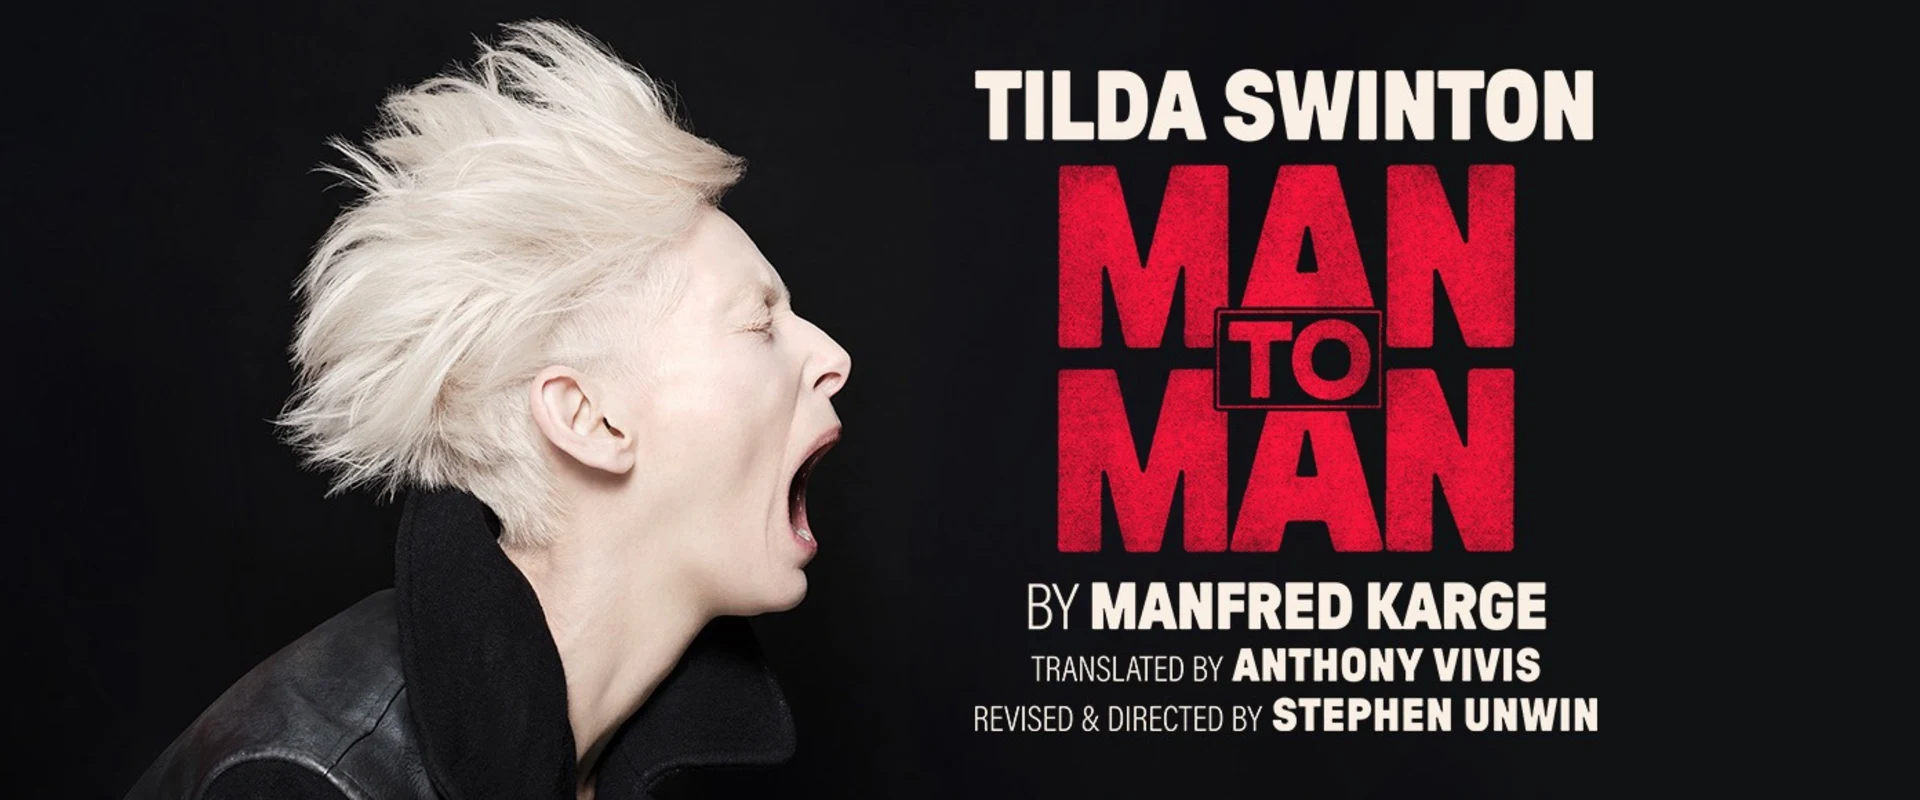 TILDA SWINTON
MAN
TO
MAN
BY MANFRED KARGE
TRANSLATED BY ANTHONY VIVIS
REVISED & DIRECTED BY STEPHEN UNWIN